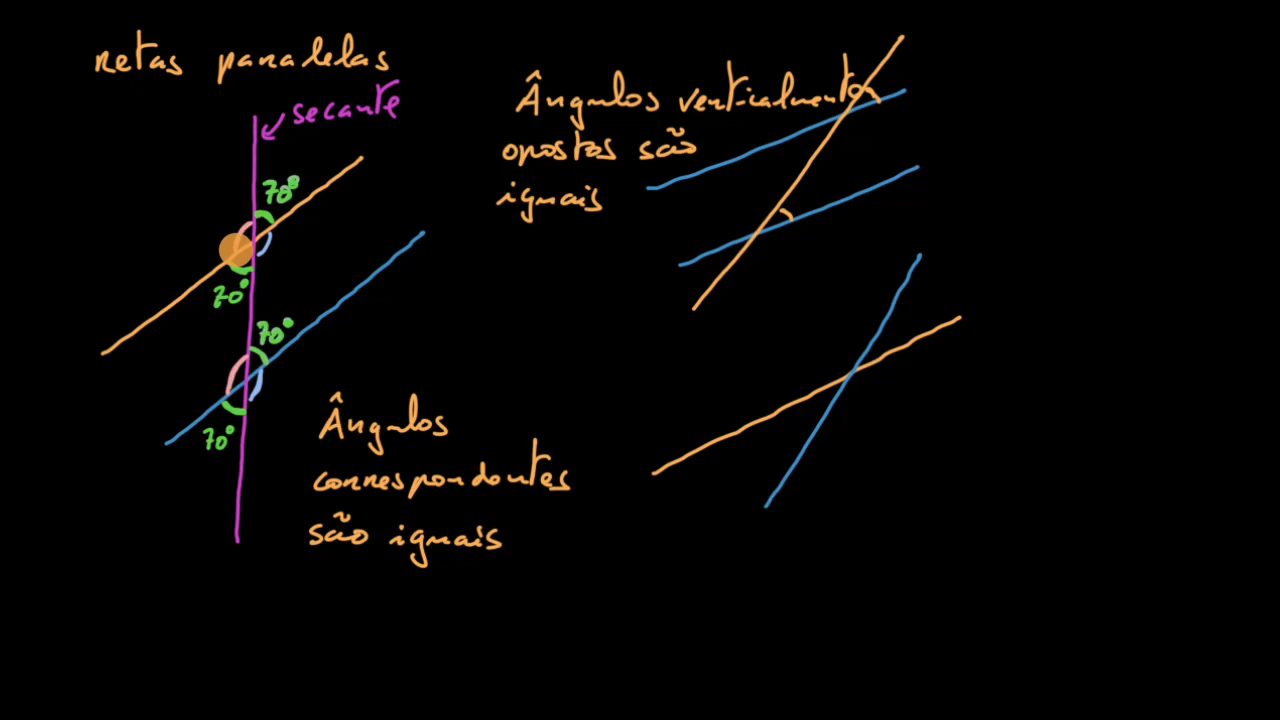 retas paralelas
secante
70°
70°
70°
70°
Ângulos verticalmente
opostos são
iguais
Ângulos
correspondentes
são iguais